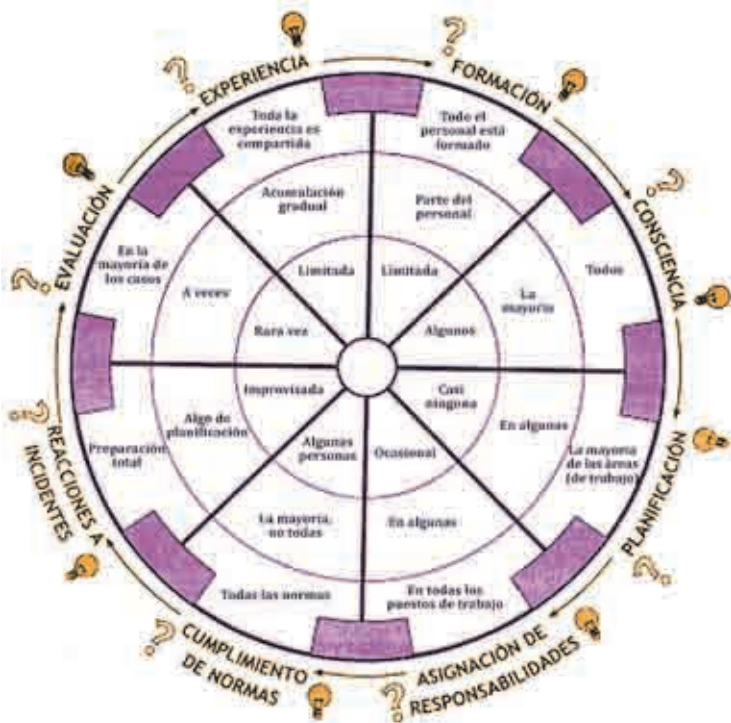 EXPERIENCIA
Toda la
experiencia es
compartida
Acumulación
gradual
Limitada
FORMACIÓN
Todo el
personal está
formado
Parte del
personal
Limitada
CONSCIENCIA
Todos
La
mayoría
Algunos
PLANIFICACIÓN
La mayoría
de las áreas
(de trabajo)
En algunas
Casi
ninguna
ASIGNACIÓN DE
RESPONSABILIDADES
En todas los
puestos de trabajo
En algunas
Ocasional
CUMPLIMIENTO
DE NORMAS
Todas las normas
La mayoría,
no todas
Algunas
personas
REACCIONES A
INCIDENTES
Preparación
total
Algo de
planificación
Improvisada
EVALUACIÓN
En la
mayoría de
los casos
A veces
Rara vez
? ? ? ? ? ? ? ?